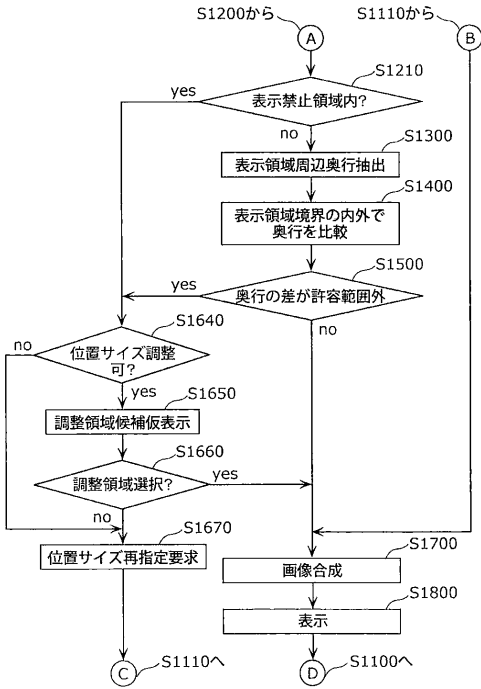 S1200から
S1110から
A
B
S1210
表示禁止領域内?
yes
no
S1300
表示領域周辺奥行抽出
S1400
表示領域境界の内外で
奥行を比較
S1500
奥行の差が許容範囲外
yes
no
S1640
位置サイズ調整
可?
no
yes
S1650
調整領域候補仮表示
S1660
調整領域選択?
yes
no
S1670
位置サイズ再指定要求
S1700
画像合成
S1800
表示
C
S1110へ
D
S1100へ